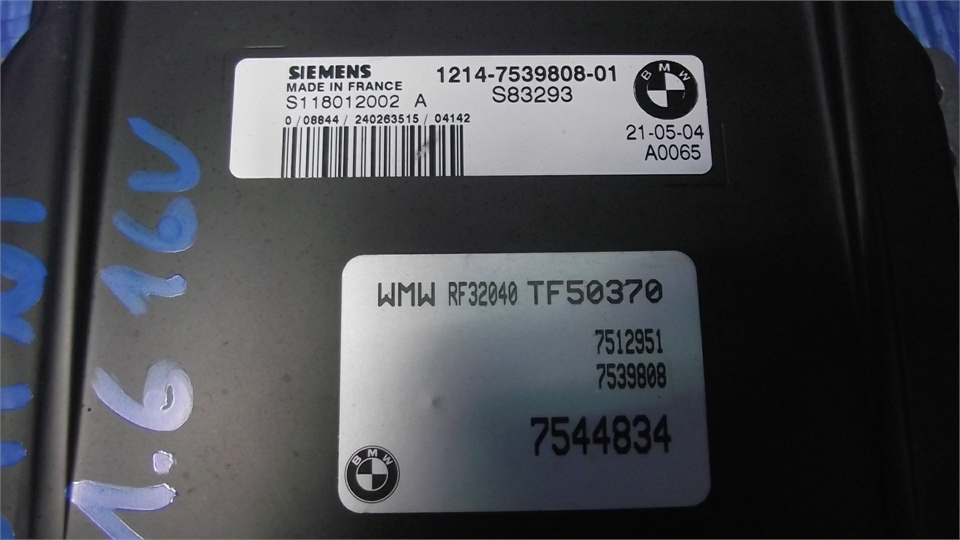 SIEMENS
MADE IN FRANCE
S118012002 A
0 / 08844 / 240263515 / 04142
1214-7539808-01
S83293
BMW
21-05-04
A0065
WMW RF32040 TF50370
7512951
7539808
7544834
BMW
1.6 16V